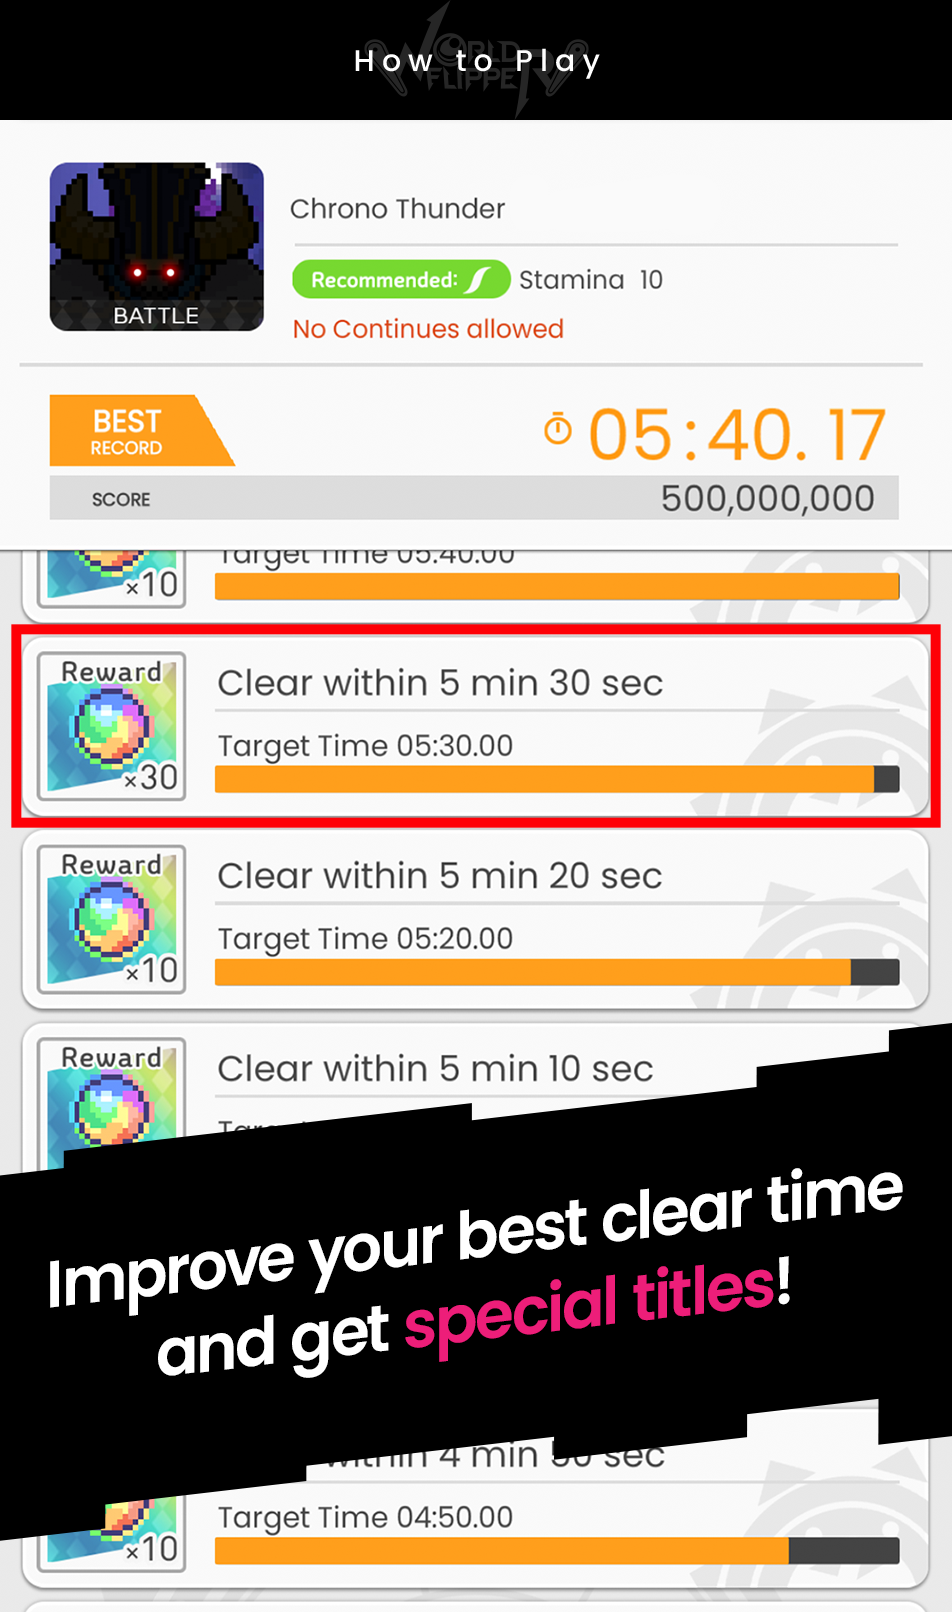 WORLD
FLIPPER
How to Play
Chrono Thunder
Recommended:
Stamina 10
BATTLE
No Continues allowed
BEST
RECORD
05:40.17
SCORE
500,000,000
Target Time 05:40.00
×10
Reward
Clear within 5 min 30 sec
Target Time 05:30.00
×30
Reward
Clear within 5 min 20 sec
Target Time 05:20.00
×10
Reward
Clear within 5 min 10 sec
Improve your best clear time
and get special titles!
within 4 min 50 sec
Target Time 04:50.00
×10